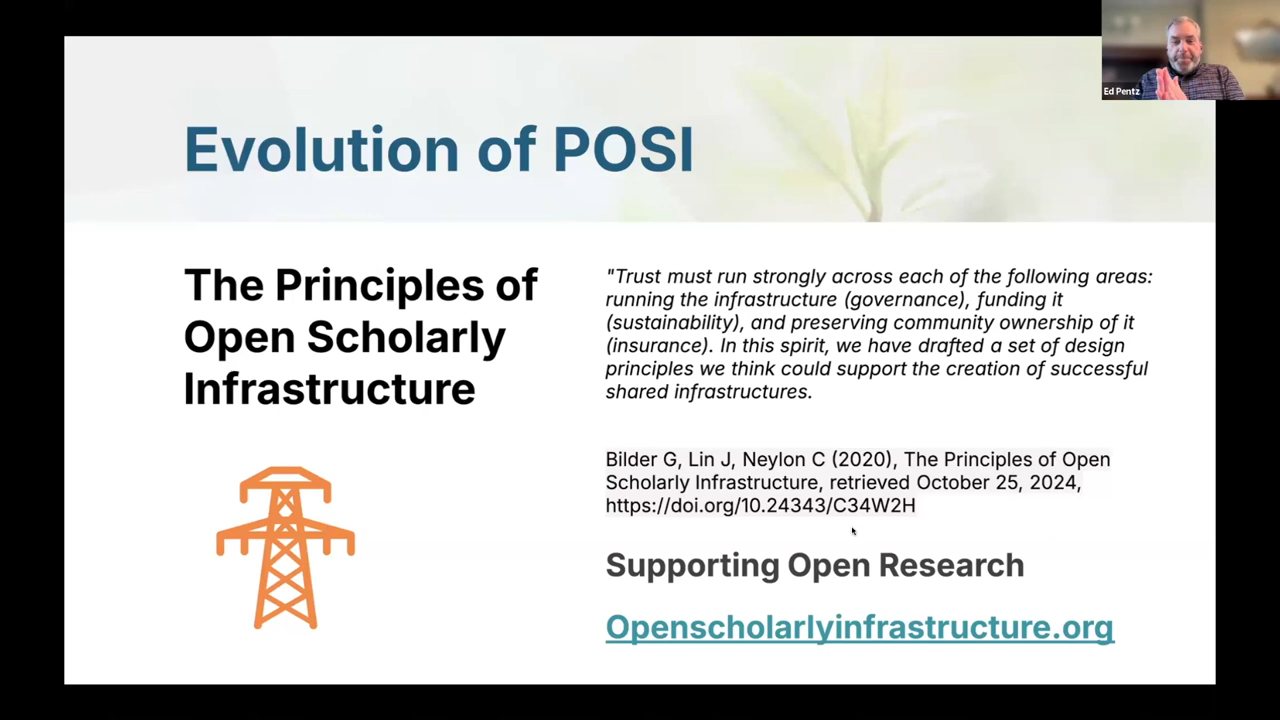 Ed Pentz
Evolution of POSI
The Principles of
Open Scholarly
Infrastructure
"Trust must run strongly across each of the following areas:
running the infrastructure (governance), funding it
(sustainability), and preserving community ownership of it
(insurance). In this spirit, we have drafted a set of design
principles we think could support the creation of successful
shared infrastructures.
Bilder G, Lin J, Neylon C (2020), The Principles of Open
Scholarly Infrastructure, retrieved October 25, 2024,
https://doi.org/10.24343/C34W2H
Supporting Open Research
Openscholarlyinfrastructure.org